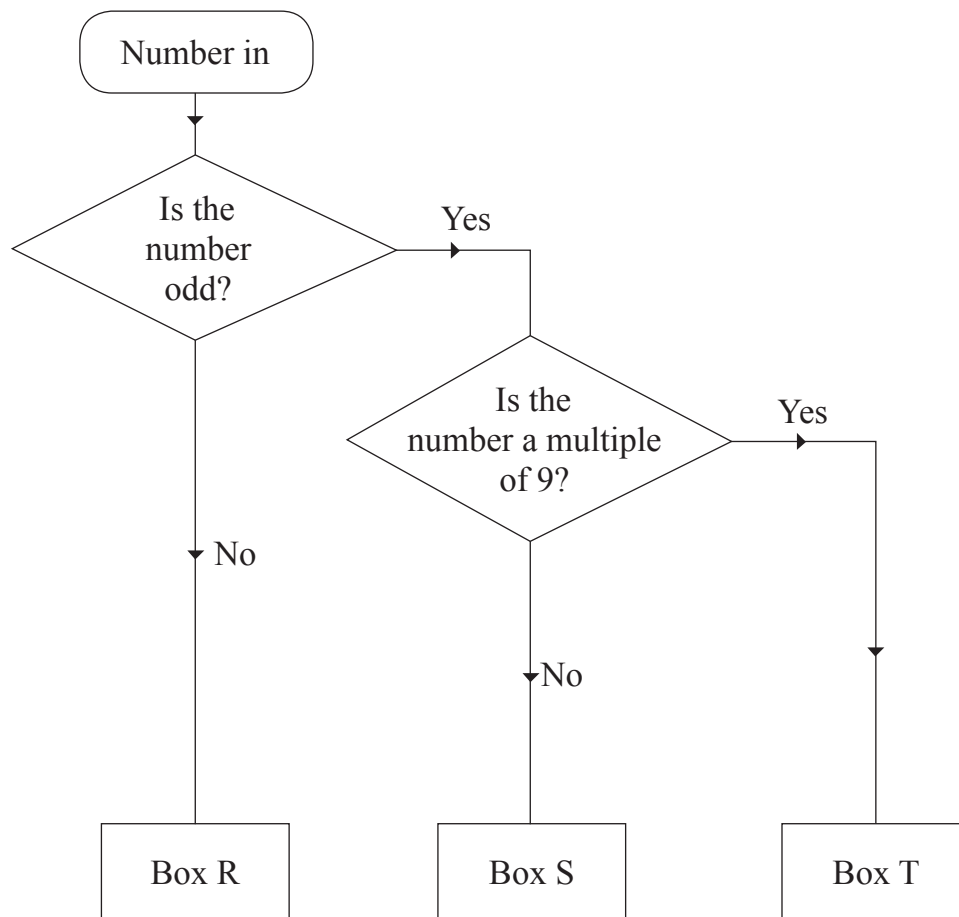 Number in
Is the
number
odd?
Yes
Is the
number a multiple
of 9?
Yes
No
No
Box R
Box S
Box T